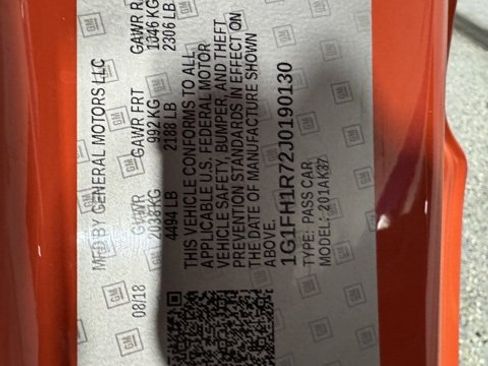 MFD BY GENERAL MOTORS LLC
08/18 GVWR GAWR FRT GAWR
2038 KG 992 KG 1046 KG
4494 LB 2188 LB 2306 LB
THIS VEHICLE CONFORMS TO ALL
APPLICABLE U.S. FEDERAL MOTOR
VEHICLE SAFETY, BUMPER, AND THEFT
PREVENTION STANDARDS IN EFFECT ON
THE DATE OF MANUFACTURE SHOWN
ABOVE.
1G1FH1R72J0190130
TYPE: PASS CAR
MODEL: 201AK37
GM